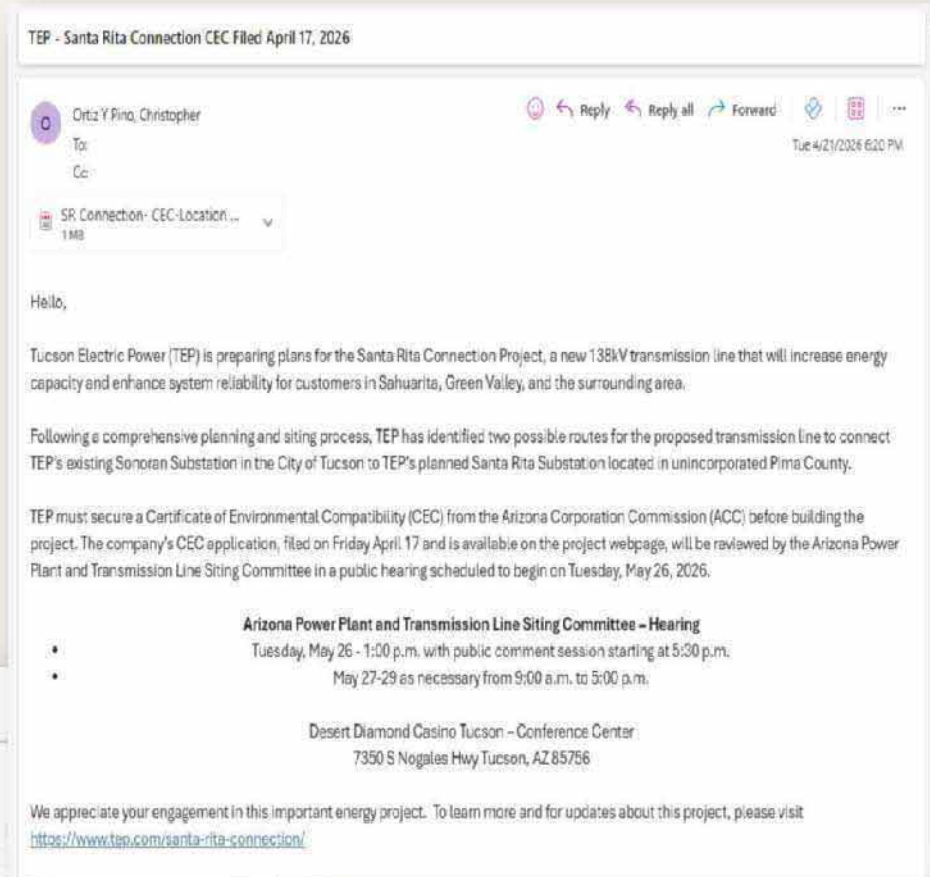 TEP - Santa Rita Connection CEC Filed April 17, 2026
O
Ortiz Y Pino, Christopher
Reply
Reply all
Forward
To:
Tue 4/21/2026 6:20 PM
Cc:
SR Connection- CEC-Location ...
1 MB
Hello,
Tucson Electric Power (TEP) is preparing plans for the Santa Rita Connection Project, a new 138kV transmission line that will increase energy
capacity and enhance system reliability for customers in Sahuarita, Green Valley, and the surrounding area.
Following a comprehensive planning and siting process, TEP has identified two possible routes for the proposed transmission line to connect
TEP's existing Sonoran Substation in the City of Tucson to TEP's planned Santa Rita Substation located in unincorporated Pima County.
TEP must secure a Certificate of Environmental Compatibility (CEC) from the Arizona Corporation Commission (ACC) before building the
project. The company's CEC application, filed on Friday April 17 and is available on the project webpage, will be reviewed by the Arizona Power
Plant and Transmission Line Siting Committee in a public hearing scheduled to begin on Tuesday, May 26, 2026.
Arizona Power Plant and Transmission Line Siting Committee – Hearing
• Tuesday, May 26 - 1:00 p.m. with public comment session starting at 5:30 p.m.
• May 27-29 as necessary from 9:00 a.m. to 5:00 p.m.
Desert Diamond Casino Tucson – Conference Center
7350 S Nogales Hwy Tucson, AZ 85756
We appreciate your engagement in this important energy project. To learn more and for updates about this project, please visit
https://www.tep.com/santa-rita-connection/